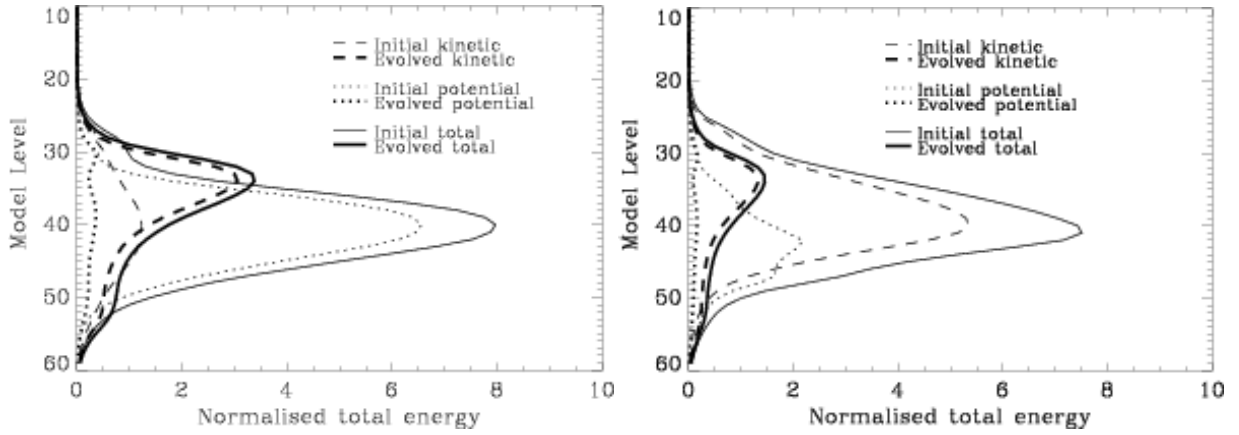 10
20
30
40
50
60
Model Level
Initial kinetic
Evolved kinetic
Initial potential
Evolved potential
Initial total
Evolved total
0 2 4 6 8 10
Normalised total energy
10
20
30
40
50
60
Model Level
Initial kinetic
Evolved kinetic
Initial potential
Evolved potential
Initial total
Evolved total
0 2 4 6 8 10
Normalised total energy